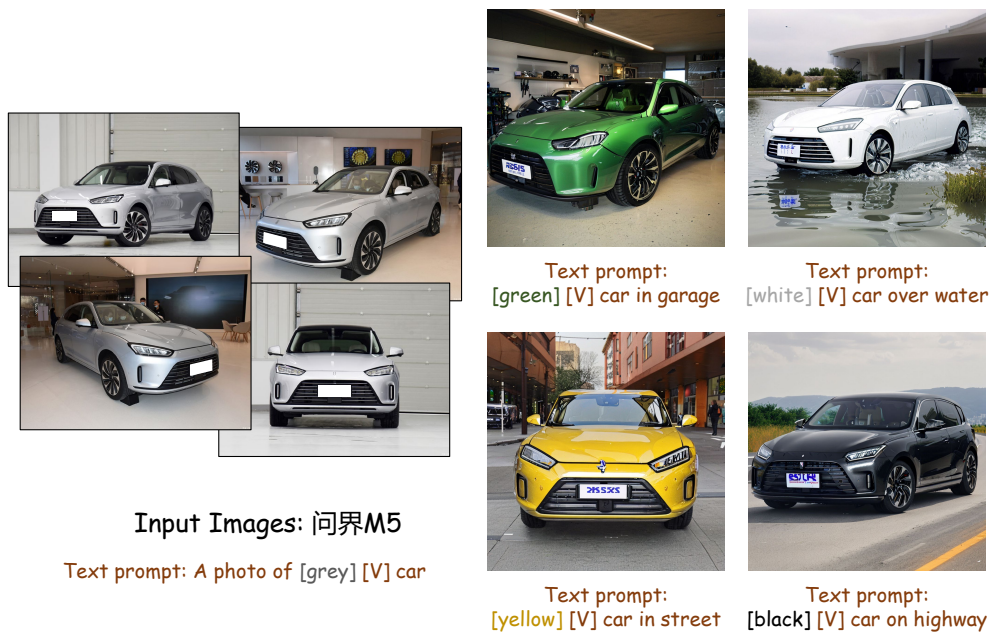 Input Images: 问界M5
Text prompt: A photo of [grey] [V] car
Text prompt:
[green] [V] car in garage
Text prompt:
[white] [V] car over water
Text prompt:
[yellow] [V] car in street
Text prompt:
[black] [V] car on highway